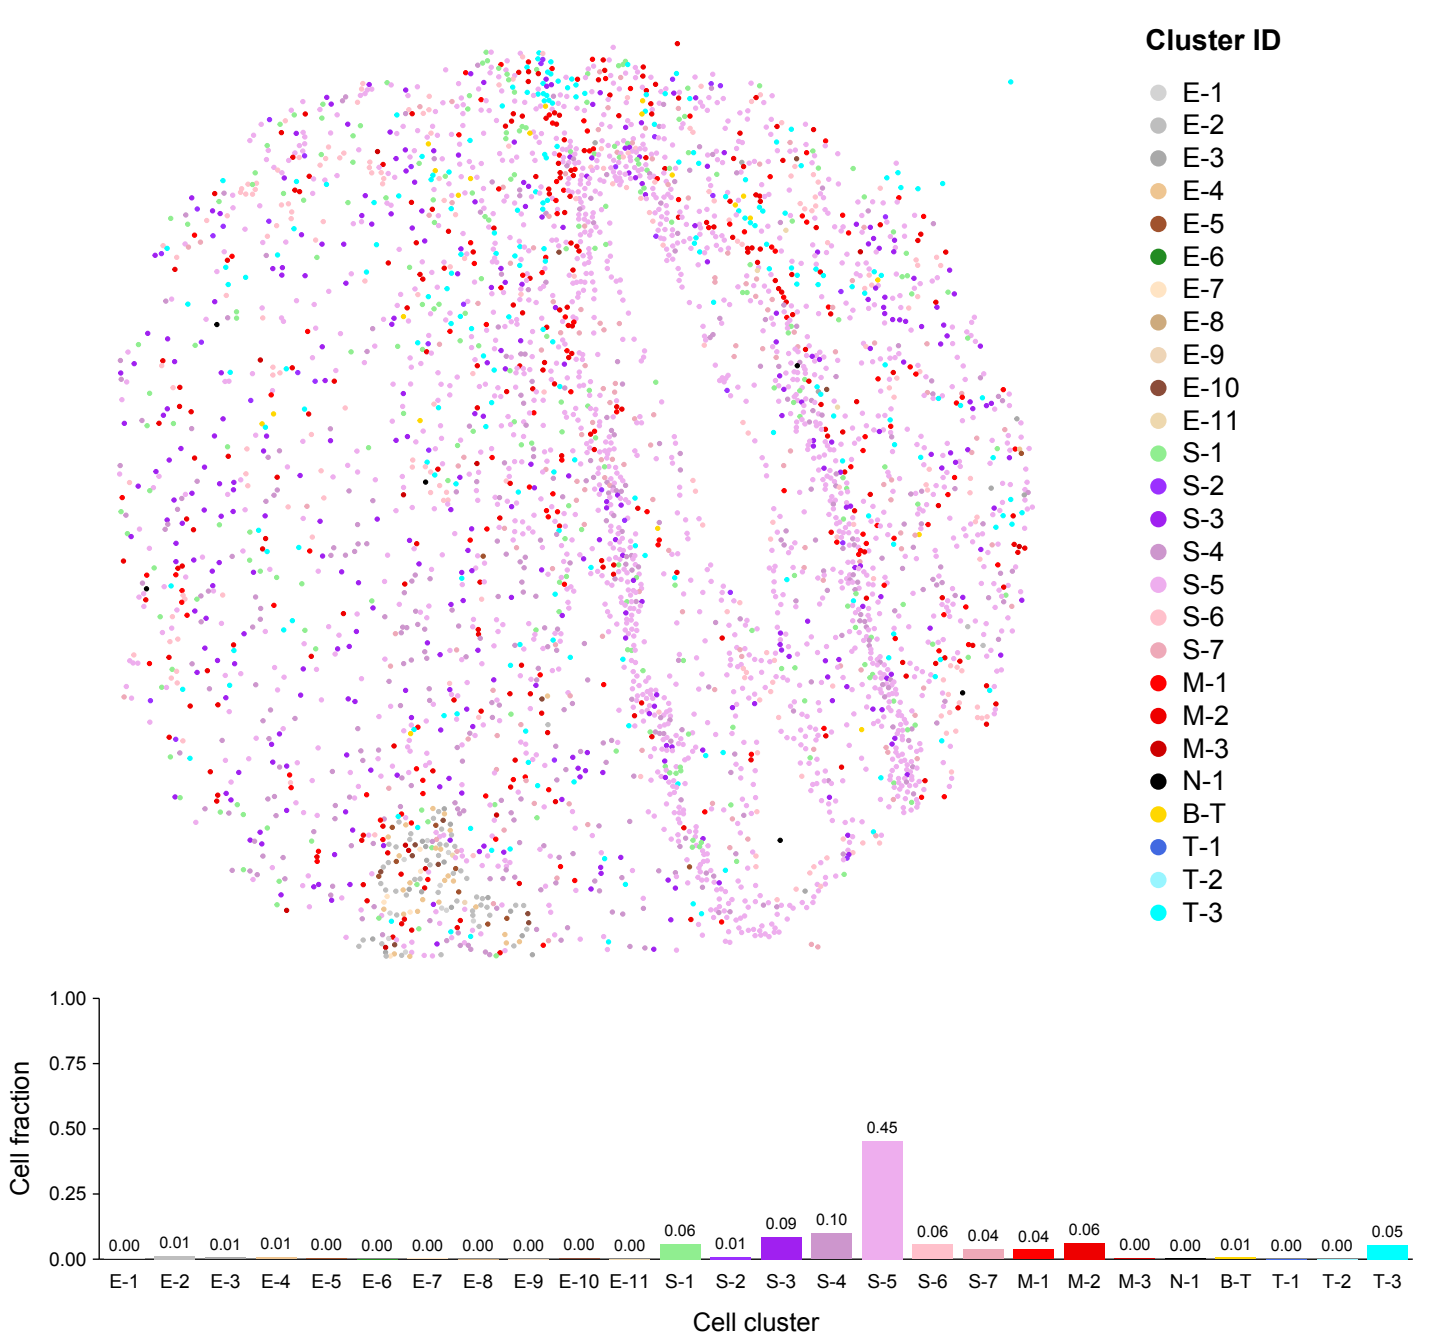 Cluster ID
E-1
E-2
E-3
E-4
E-5
E-6
E-7
E-8
E-9
E-10
E-11
S-1
S-2
S-3
S-4
S-5
S-6
S-7
M-1
M-2
M-3
N-1
B-T
T-1
T-2
T-3
Cell fraction
1.00
0.75
0.50
0.25
0.00
0.00 0.01 0.01 0.01 0.00 0.00 0.00 0.00 0.00 0.00 0.00 0.06 0.01 0.09 0.10 0.45 0.06 0.04 0.04 0.06 0.00 0.00 0.01 0.00 0.00 0.05
E-1 E-2 E-3 E-4 E-5 E-6 E-7 E-8 E-9 E-10 E-11 S-1 S-2 S-3 S-4 S-5 S-6 S-7 M-1 M-2 M-3 N-1 B-T T-1 T-2 T-3
Cell cluster